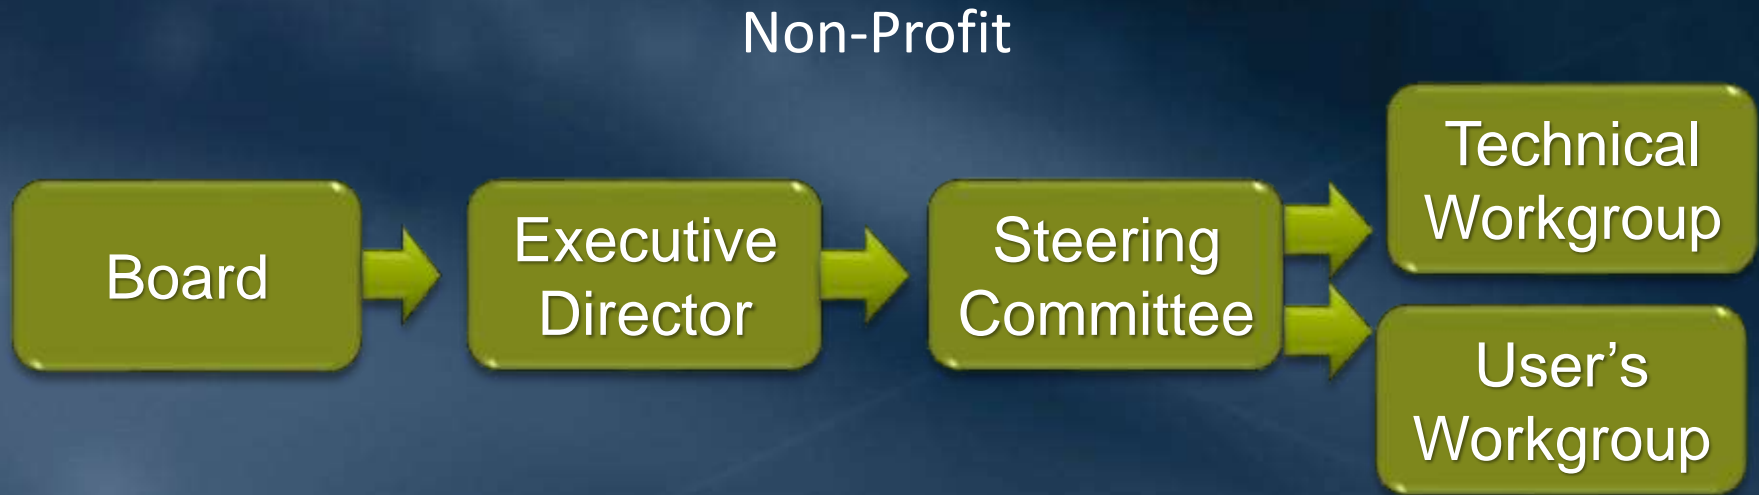 Non-Profit
Board
Executive
Director
Steering
Committee
Technical
Workgroup
User’s
Workgroup